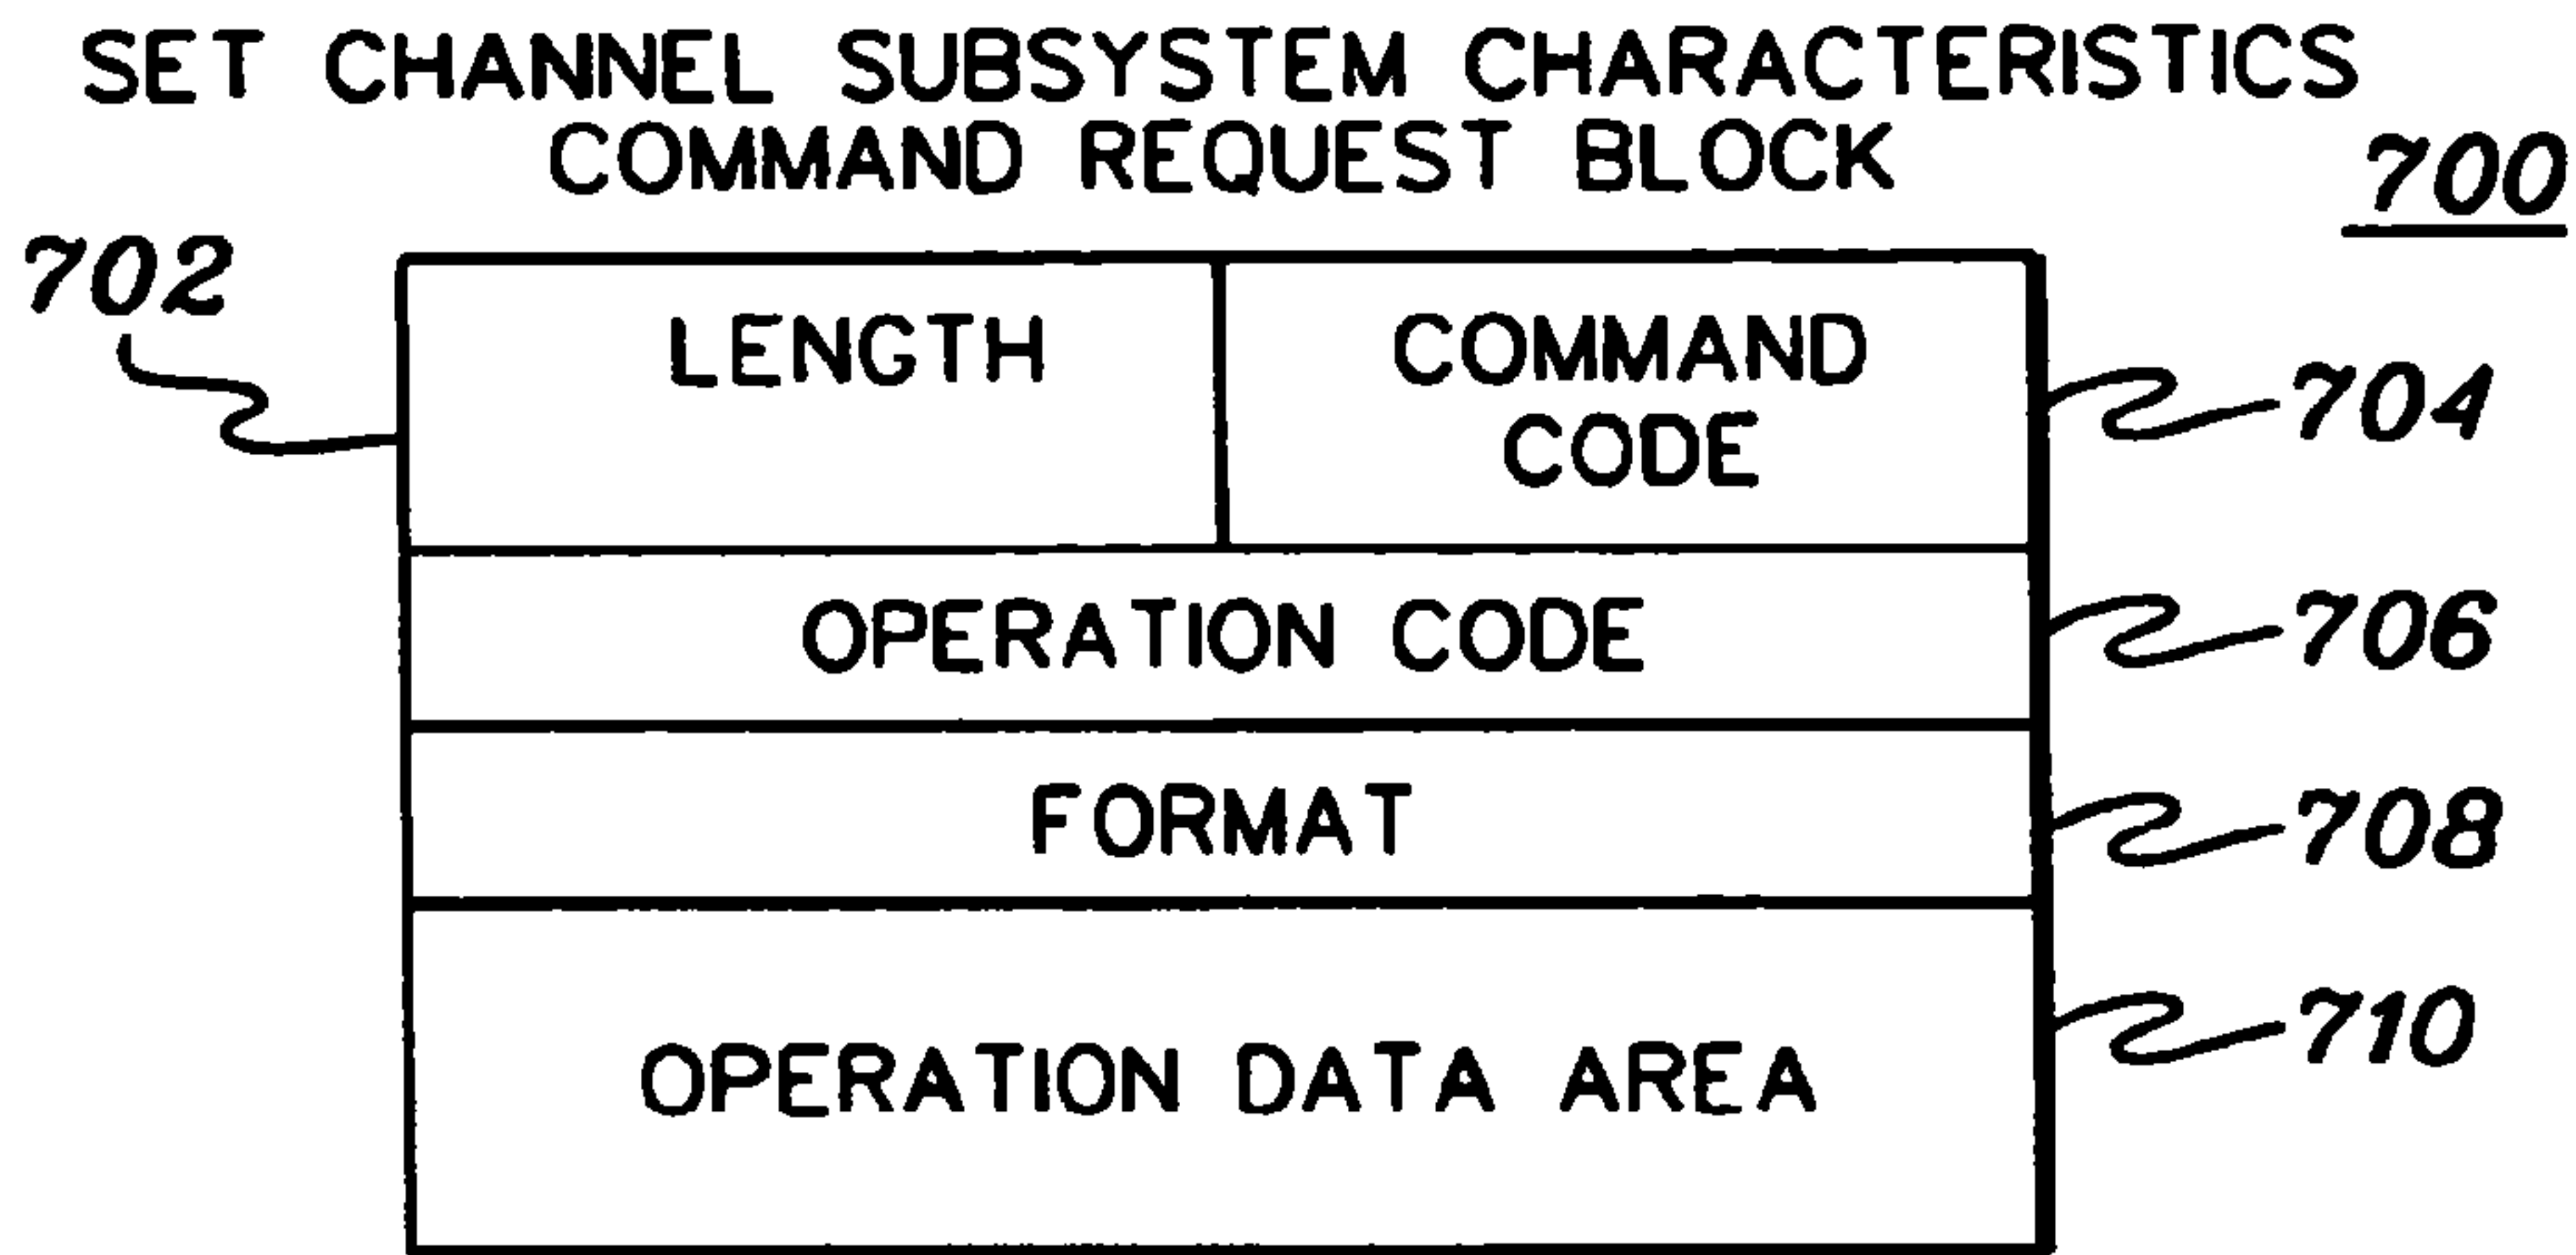 SET CHANNEL SUBSYSTEM CHARACTERISTICS
COMMAND REQUEST BLOCK
700
702
LENGTH
COMMAND
CODE
704
OPERATION CODE
706
FORMAT
708
OPERATION DATA AREA
710